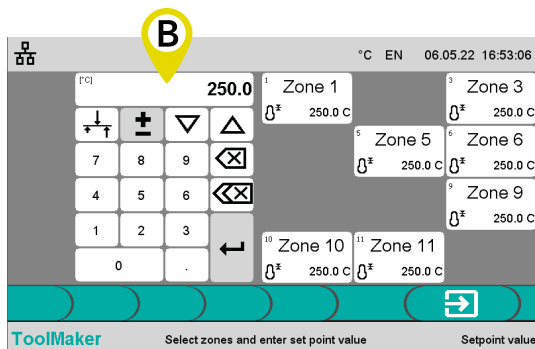 B
°C EN 06.05.22 16:53:06
[°C] 250.0
±
7 8 9
4 5 6
1 2 3
0 .
1 Zone 1
250.0 C
3 Zone 3
250.0 C
5 Zone 5
250.0 C
6 Zone 6
250.0 C
9 Zone 9
250.0 C
10 Zone 10
250.0 C
11 Zone 11
250.0 C
ToolMaker Select zones and enter set point value Setpoint value